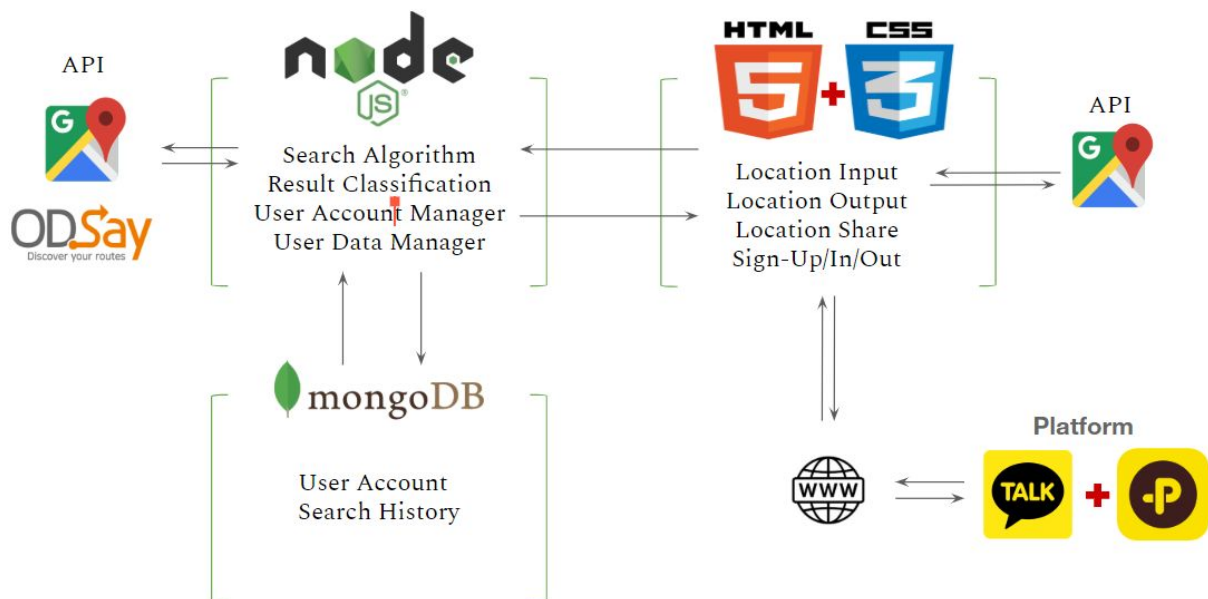 API
G
ODSay
Discover your routes
node
JS®
Search Algorithm
Result Classification
User Account Manager
User Data Manager
HTML
5
CSS
3
Location Input
Location Output
Location Share
Sign-Up/In/Out
API
G
mongoDB
User Account
Search History
WWW
Platform
TALK
P